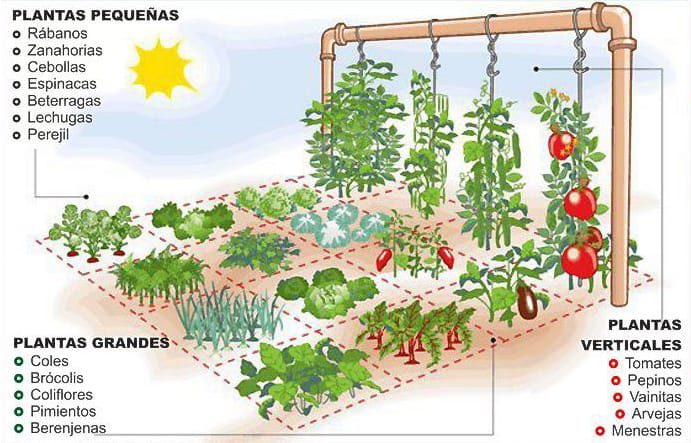 PLANTAS PEQUEÑAS
Rábanos
Zanahorias
Cebollas
Espinacas
Beterragas
Lechugas
Perejil
PLANTAS GRANDES
Coles
Brócolis
Coliflores
Pimientos
Berenjenas
PLANTAS
VERTICALES
Tomates
Pepinos
Vainitas
Arvejas
Menestras